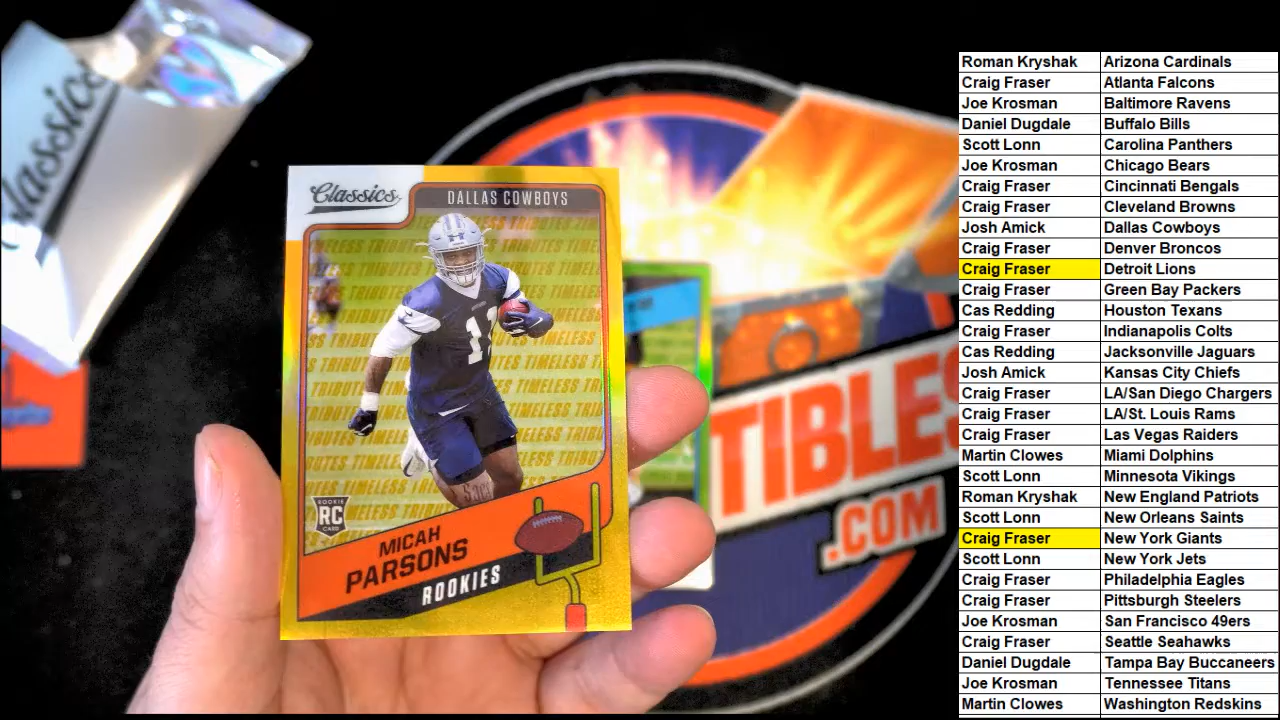 Classics
Classics
DALLAS COWBOYS
TIMELESS TRIBUTES
11
ROOKIE
RC
CARD
MICAH
PARSONS
ROOKIES
TIBLES
.COM
Roman Kryshak Arizona Cardinals
Craig Fraser Atlanta Falcons
Joe Krosman Baltimore Ravens
Daniel Dugdale Buffalo Bills
Scott Lonn Carolina Panthers
Joe Krosman Chicago Bears
Craig Fraser Cincinnati Bengals
Craig Fraser Cleveland Browns
Josh Amick Dallas Cowboys
Craig Fraser Denver Broncos
Craig Fraser Detroit Lions
Craig Fraser Green Bay Packers
Cas Redding Houston Texans
Craig Fraser Indianapolis Colts
Cas Redding Jacksonville Jaguars
Josh Amick Kansas City Chiefs
Craig Fraser LA/San Diego Chargers
Craig Fraser LA/St. Louis Rams
Craig Fraser Las Vegas Raiders
Martin Clowes Miami Dolphins
Scott Lonn Minnesota Vikings
Roman Kryshak New England Patriots
Scott Lonn New Orleans Saints
Craig Fraser New York Giants
Scott Lonn New York Jets
Craig Fraser Philadelphia Eagles
Craig Fraser Pittsburgh Steelers
Joe Krosman San Francisco 49ers
Craig Fraser Seattle Seahawks
Daniel Dugdale Tampa Bay Buccaneers
Joe Krosman Tennessee Titans
Martin Clowes Washington Redskins